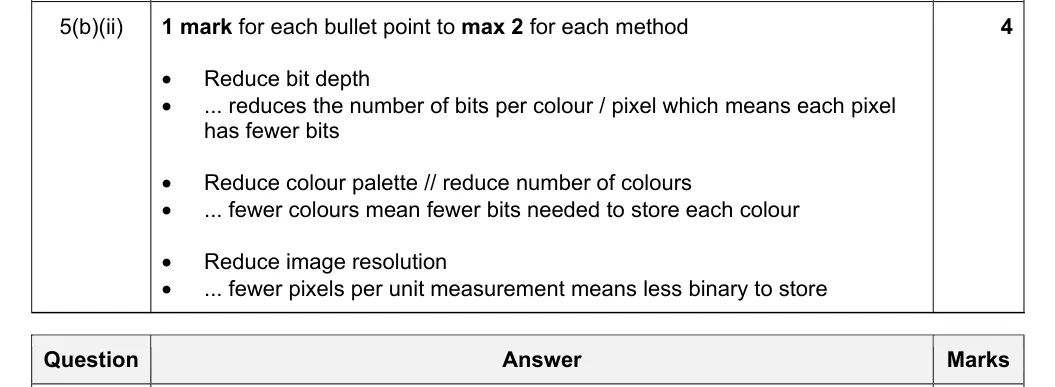 5(b)(ii) 1 mark for each bullet point to max 2 for each method 4
• Reduce bit depth
• ... reduces the number of bits per colour / pixel which means each pixel
has fewer bits
• Reduce colour palette // reduce number of colours
• ... fewer colours mean fewer bits needed to store each colour
• Reduce image resolution
• ... fewer pixels per unit measurement means less binary to store
Question Answer Marks